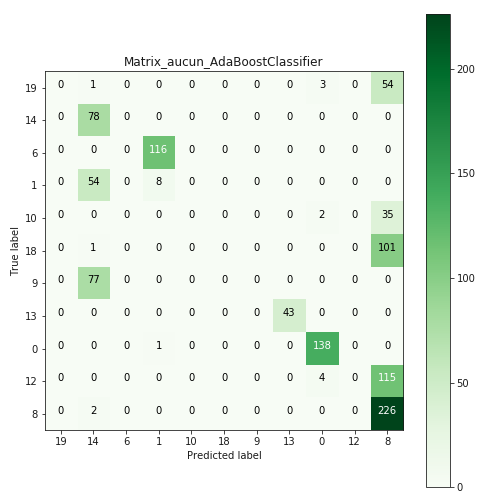 Matrix_aucun_AdaBoostClassifier
19 0 1 0 0 0 0 0 0 3 0 54
14 0 78 0 0 0 0 0 0 0 0 0
6 0 0 0 116 0 0 0 0 0 0 0
1 0 54 0 8 0 0 0 0 0 0 0
10 0 0 0 0 0 0 0 0 2 0 35
18 0 1 0 0 0 0 0 0 0 0 101
9 0 77 0 0 0 0 0 0 0 0 0
13 0 0 0 0 0 0 0 43 0 0 0
0 0 0 0 1 0 0 0 0 138 0 0
12 0 0 0 0 0 0 0 0 4 0 115
8 0 2 0 0 0 0 0 0 0 0 226
19 14 6 1 10 18 9 13 0 12 8
True label
Predicted label
200
150
100
50
0